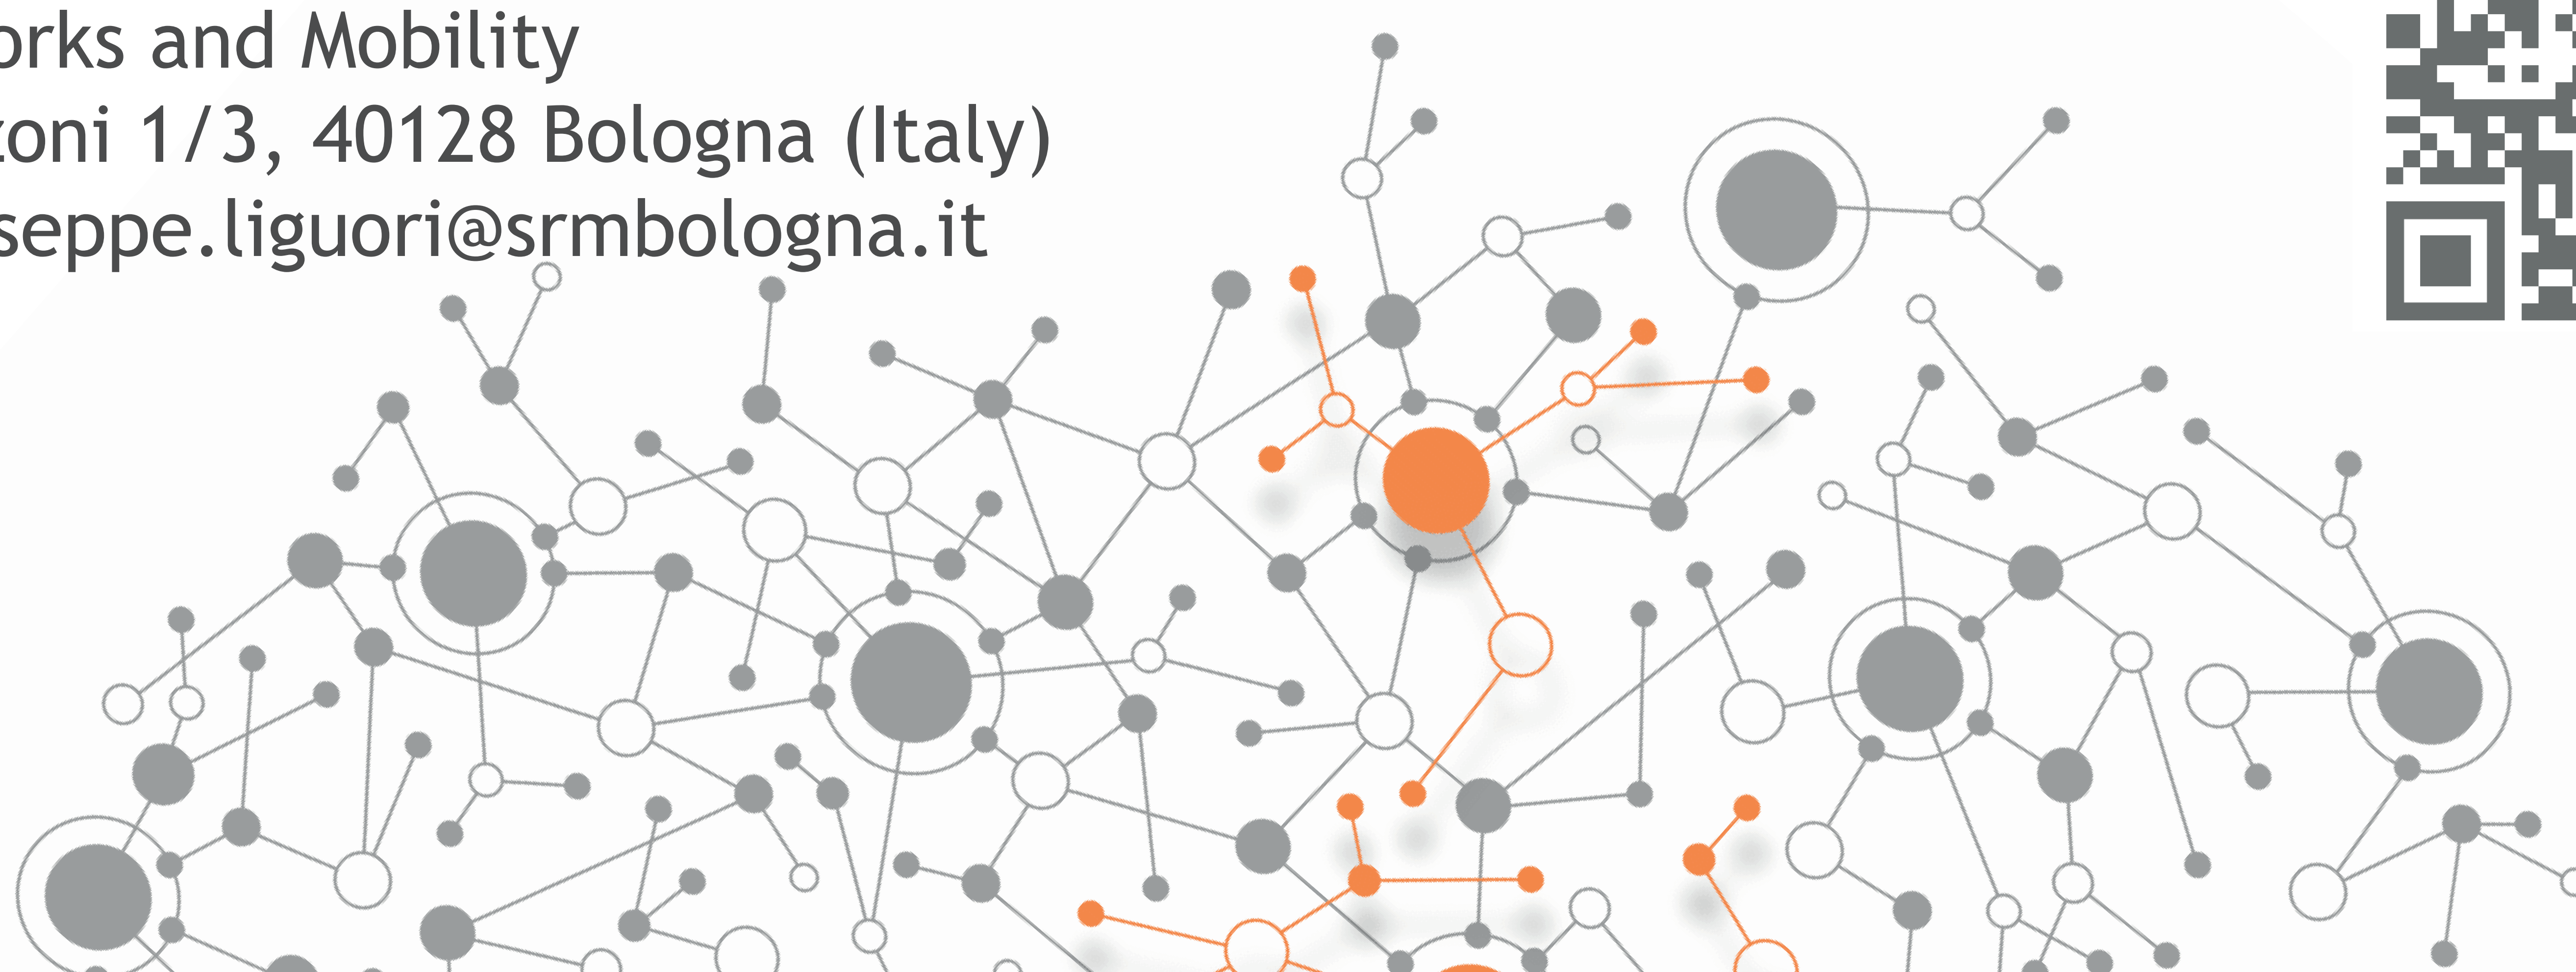 orks and Mobility
zoni 1/3, 40128 Bologna (Italy)
seppe.liguori@srmbologna.it